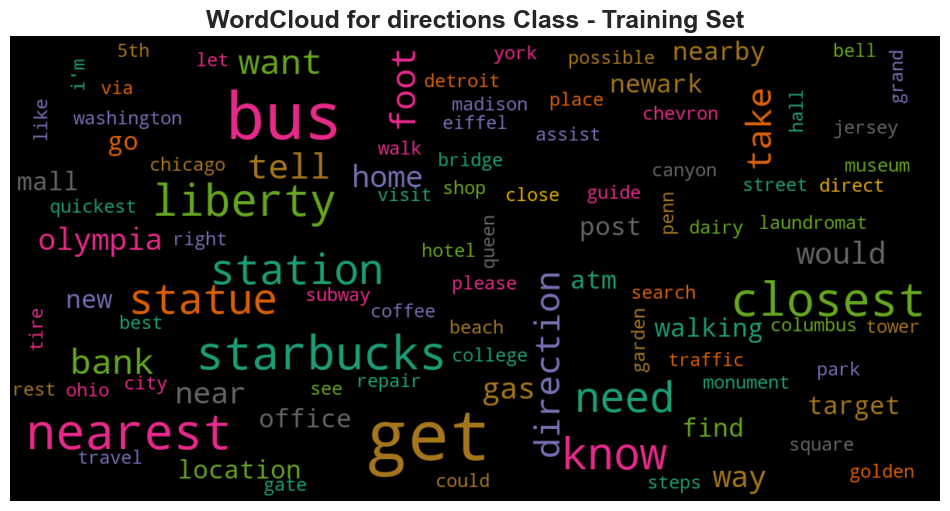 WordCloud for directions Class - Training Set
5th
let
want
york
possible
nearby
bell
i'm
via
bus
foot
detroit
newark
grand
like
washington
go
madison
eiffel
place
chevron
take
hall
jersey
assist
walk
bridge
chicago
tell
home
mall
quickest
liberty
visit
shop
close
guide
canyon
street
direct
museum
penn
olympia
right
hotel
queen
post
dairy
laundromat
would
station
new
statue
subway
please
atm
search
closest
coffee
tire
best
beach
direction
walking
columbus
tower
garden
bank
starbucks
college
traffic
rest
ohio
city
near
see
repair
gas
need
monument
park
target
office
nearest
get
know
find
square
travel
location
gate
could
steps
way
golden